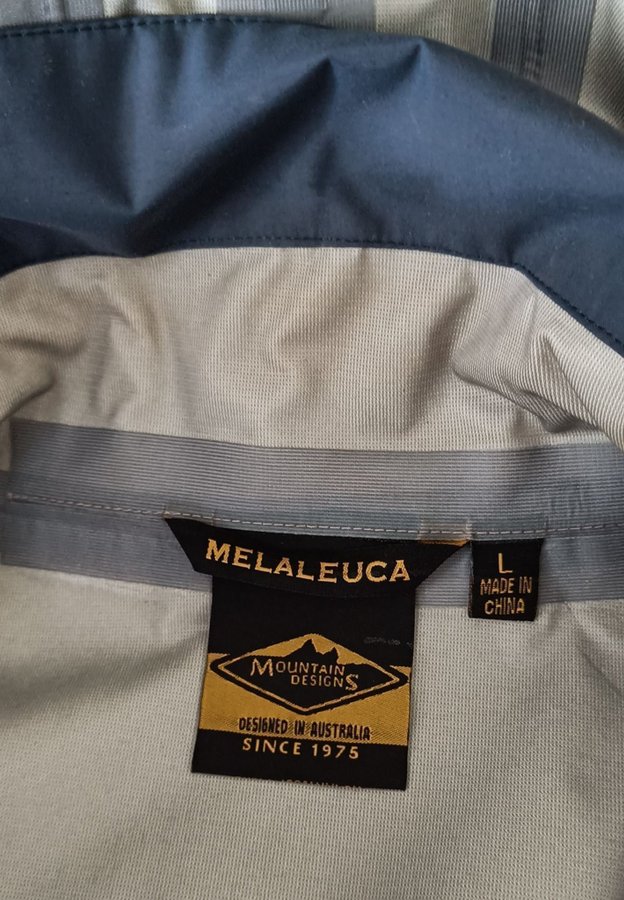 MELALEUCA
L
MADE IN
CHINA
MOUNTAIN
DESIGNS
DESIGNED IN AUSTRALIA
SINCE 1975